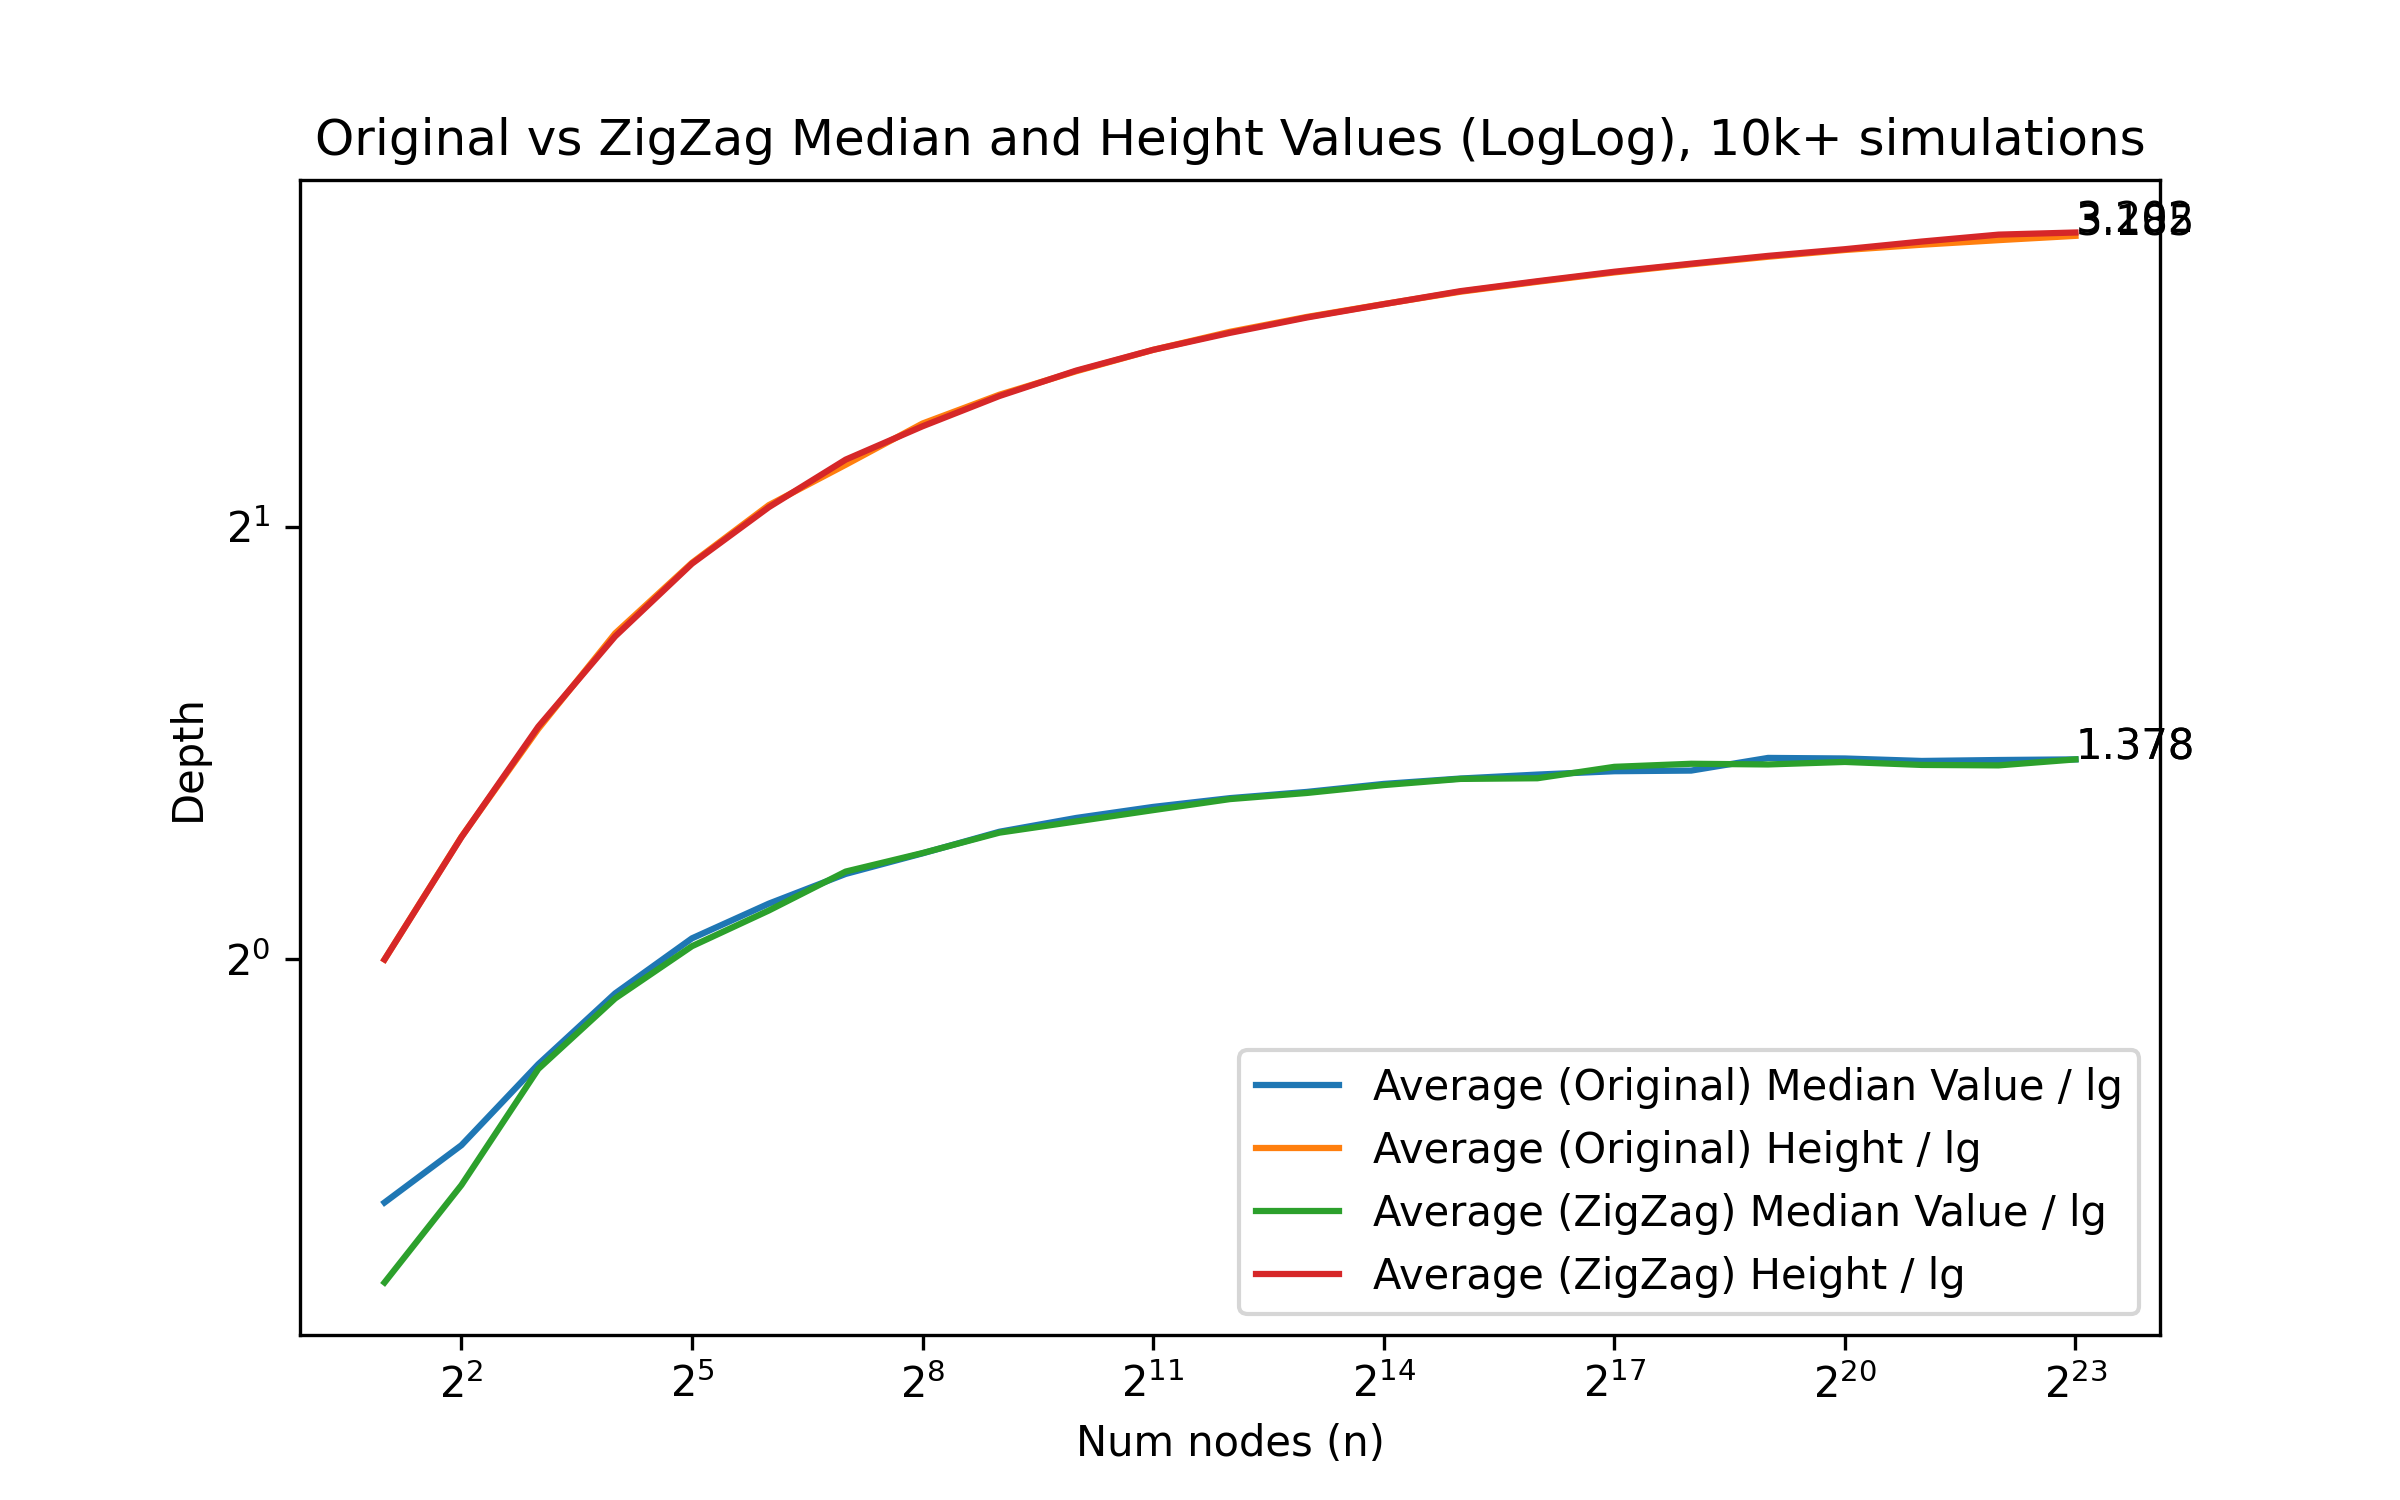 Original vs ZigZag Median and Height Values (LogLog), 10k+ simulations
2^1
2^0
Depth
1.378
Average (Original) Median Value / lg
Average (Original) Height / lg
Average (ZigZag) Median Value / lg
Average (ZigZag) Height / lg
2^2 2^5 2^8 2^11 2^14 2^17 2^20 2^23
Num nodes (n)